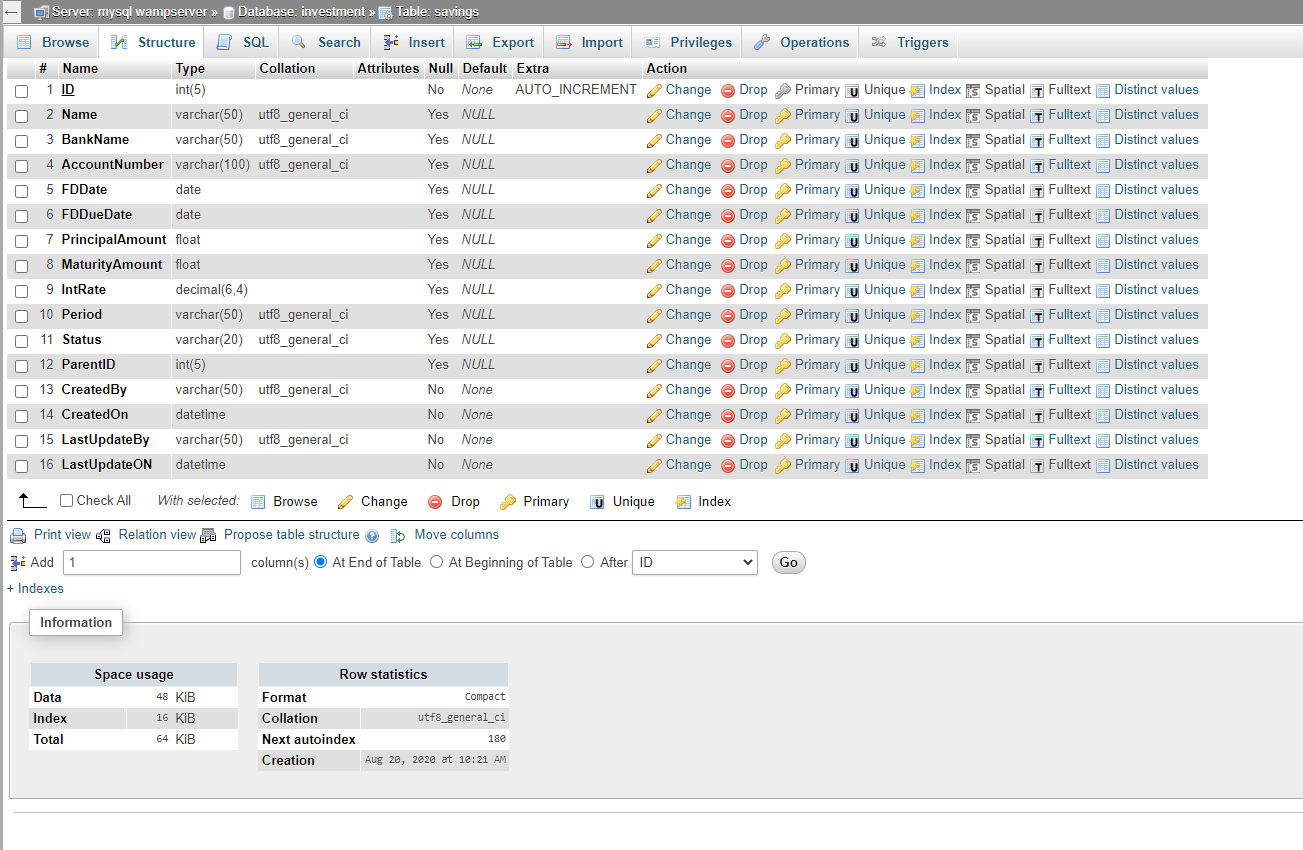 ← Server: mysql wampserver » Database: investment » Table: savings
Browse Structure SQL Search Insert Export Import Privileges Operations Triggers
# Name Type Collation Attributes Null Default Extra Action
1 ID int(5) No None AUTO_INCREMENT Change Drop Primary Unique Index Spatial Fulltext Distinct values
2 Name varchar(50) utf8_general_ci Yes NULL Change Drop Primary Unique Index Spatial Fulltext Distinct values
3 BankName varchar(50) utf8_general_ci Yes NULL Change Drop Primary Unique Index Spatial Fulltext Distinct values
4 AccountNumber varchar(100) utf8_general_ci Yes NULL Change Drop Primary Unique Index Spatial Fulltext Distinct values
5 FDDate date Yes NULL Change Drop Primary Unique Index Spatial Fulltext Distinct values
6 FDDueDate date Yes NULL Change Drop Primary Unique Index Spatial Fulltext Distinct values
7 PrincipalAmount float Yes NULL Change Drop Primary Unique Index Spatial Fulltext Distinct values
8 MaturityAmount float Yes NULL Change Drop Primary Unique Index Spatial Fulltext Distinct values
9 IntRate decimal(6,4) Yes NULL Change Drop Primary Unique Index Spatial Fulltext Distinct values
10 Period varchar(50) utf8_general_ci Yes NULL Change Drop Primary Unique Index Spatial Fulltext Distinct values
11 Status varchar(20) utf8_general_ci Yes NULL Change Drop Primary Unique Index Spatial Fulltext Distinct values
12 ParentID int(5) Yes NULL Change Drop Primary Unique Index Spatial Fulltext Distinct values
13 CreatedBy varchar(50) utf8_general_ci No None Change Drop Primary Unique Index Spatial Fulltext Distinct values
14 CreatedOn datetime No None Change Drop Primary Unique Index Spatial Fulltext Distinct values
15 LastUpdateBy varchar(50) utf8_general_ci No None Change Drop Primary Unique Index Spatial Fulltext Distinct values
16 LastUpdateON datetime No None Change Drop Primary Unique Index Spatial Fulltext Distinct values
Check All With selected: Browse Change Drop Primary Unique Index
Print view Relation view Propose table structure Move columns
Add 1 column(s) At End of Table At Beginning of Table After ID Go
+ Indexes
Information
Space usage
Data 48 KiB
Index 16 KiB
Total 64 KiB
Row statistics
Format Compact
Collation utf8_general_ci
Next autoindex 180
Creation Aug 20, 2020 at 10:21 AM